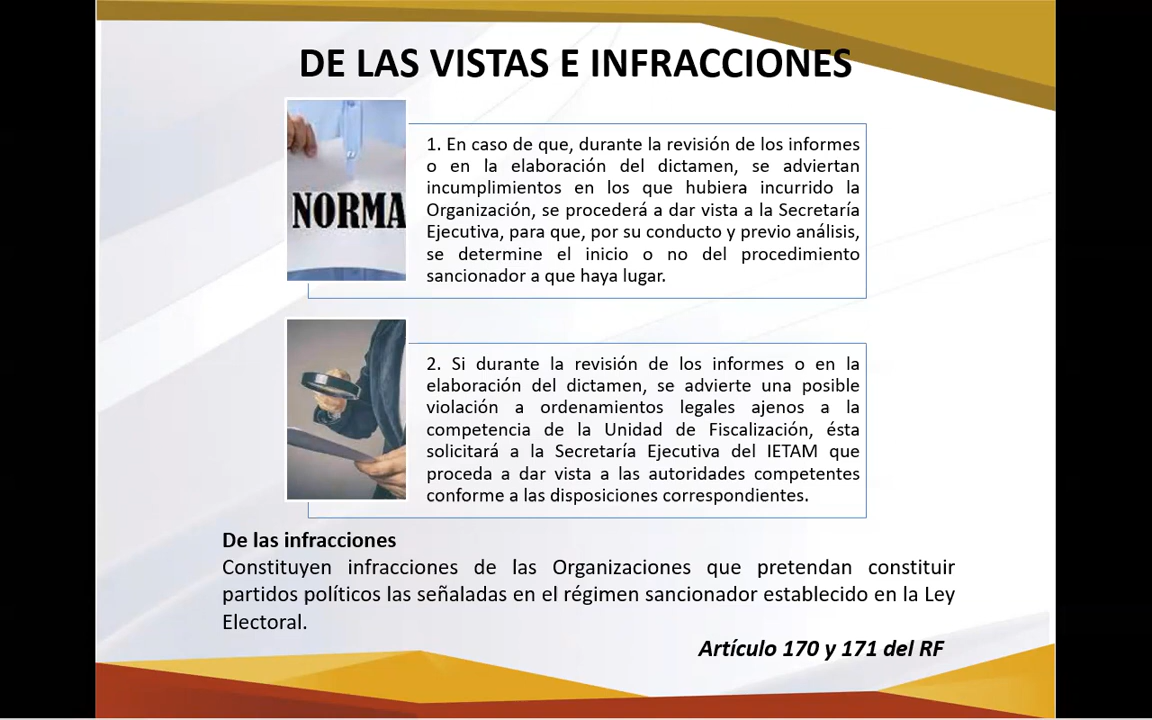 DE LAS VISTAS E INFRACCIONES
NORMA
1. En caso de que, durante la revisión de los informes
o en la elaboración del dictamen, se adviertan
incumplimientos en los que hubiera incurrido la
Organización, se procederá a dar vista a la Secretaría
Ejecutiva, para que, por su conducto y previo análisis,
se determine el inicio o no del procedimiento
sancionador a que haya lugar.
2. Si durante la revisión de los informes o en la
elaboración del dictamen, se advierte una posible
violación a ordenamientos legales ajenos a la
competencia de la Unidad de Fiscalización, ésta
solicitará a la Secretaría Ejecutiva del IETAM que
proceda a dar vista a las autoridades competentes
conforme a las disposiciones correspondientes.
De las infracciones
Constituyen infracciones de las Organizaciones que pretendan constituir
partidos políticos las señaladas en el régimen sancionador establecido en la Ley
Electoral.
Artículo 170 y 171 del RF